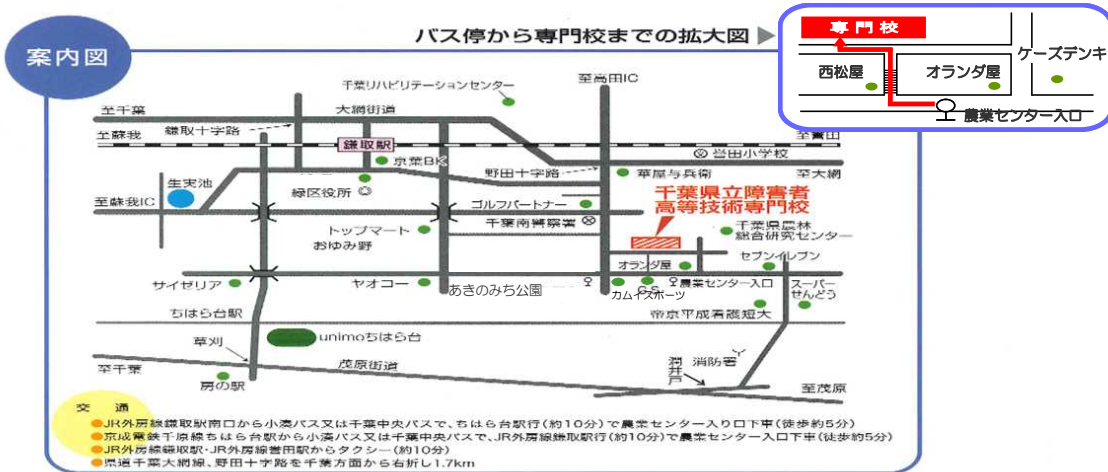 案内図
バス停から専門校までの拡大図▶
専門校
西松屋
オランダ屋
ケーズデンキ
農業センター入口
千葉リハビリテーションセンター
至高田IC
至千葉
大網街道
至蘇我
鎌取十字路
鎌取駅
至誉田
京葉BK
誉田小学校
野田十字路
華屋与兵衛
至大網
生実池
緑区役所
千葉県立障害者
高等技術専門校
至蘇我IC
ゴルフパートナー
千葉南警察署
トップマート
おゆみ野
千葉県農林
総合研究センター
オランダ屋
セブンイレブン
サイゼリア
ヤオコー
あきのみち公園
カムイスポーツ
G.S
農業センター入口
スーパー
せんどう
ちはら台駅
帝京平成看護短大
草刈
unimoちはら台
茂原街道
潤井戸
消防署
至千葉
房の駅
至茂原
交通
●JR外房線鎌取駅南口から小湊バス又は千葉中央バスで、ちはら台駅行(約10分)で農業センター入り口下車(徒歩約5分)
●京成電鉄千原線ちはら台駅から小湊バス又は千葉中央バスで、JR外房線鎌取駅行(約10分)で農業センター入口下車(徒歩約5分)
●JR外房線鎌取駅・JR外房線誉田駅からタクシー(約10分)
●県道千葉大網線、野田十字路を千葉方面から右折し1.7km